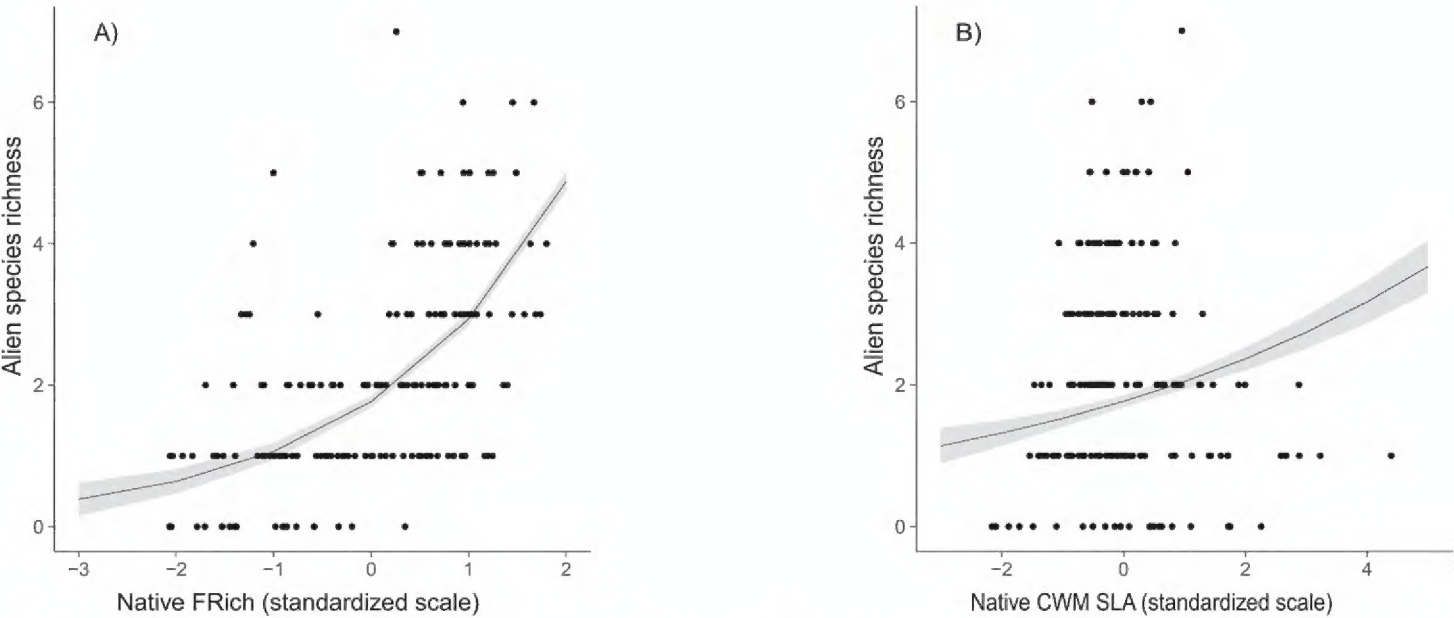 A)
Alien species richness
6
4
2
0
−3 −2 −1 0 1 2
Native FRich (standardized scale)
B)
Alien species richness
6
4
2
0
−2 0 2 4
Native CWM SLA (standardized scale)